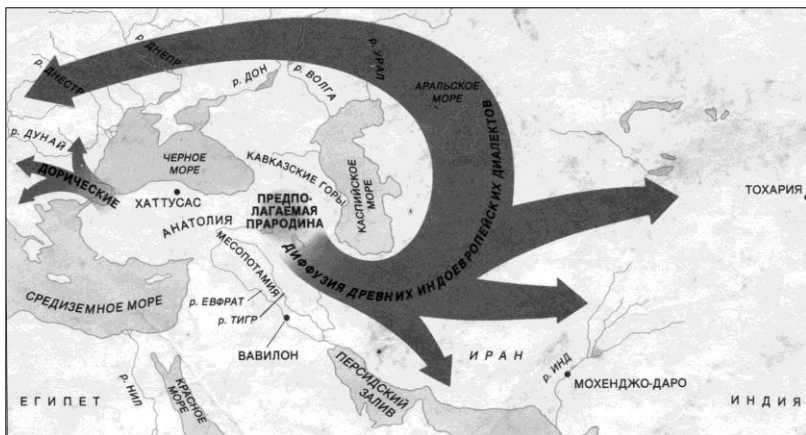 р. ДНЕПР
р. ДНЕСТР
р. ДОН
р. ВОЛГА
р. УРАЛ
АРАЛЬСКОЕ
МОРЕ
р. ДУНАЙ
ЧЕРНОЕ
МОРЕ
КАВКАЗСКИЕ ГОРЫ
КАСПИЙСКОЕ
МОРЕ
ДОРИЧЕСКИЕ
ХАТТУСАС
ПРЕДПО-
ЛАГАЕМАЯ
ПРАРОДИНА
ТОХАРИЯ
АНАТОЛИЯ
ДИФФУЗИЯ ДРЕВНИХ ИНДОЕВРОПЕЙСКИХ ДИАЛЕКТОВ
МЕСОПОТАМИЯ
СРЕДИЗЕМНОЕ МОРЕ
р. ЕВФРАТ
р. ТИГР
ВАВИЛОН
ИРАН
р. ИНД
МОХЕНДЖО-ДАРО
ПЕРСИДСКИЙ
ЗАЛИВ
ЕГИПЕТ
р. НИЛ
КРАСНОЕ
МОРЕ
ИНДИЯ